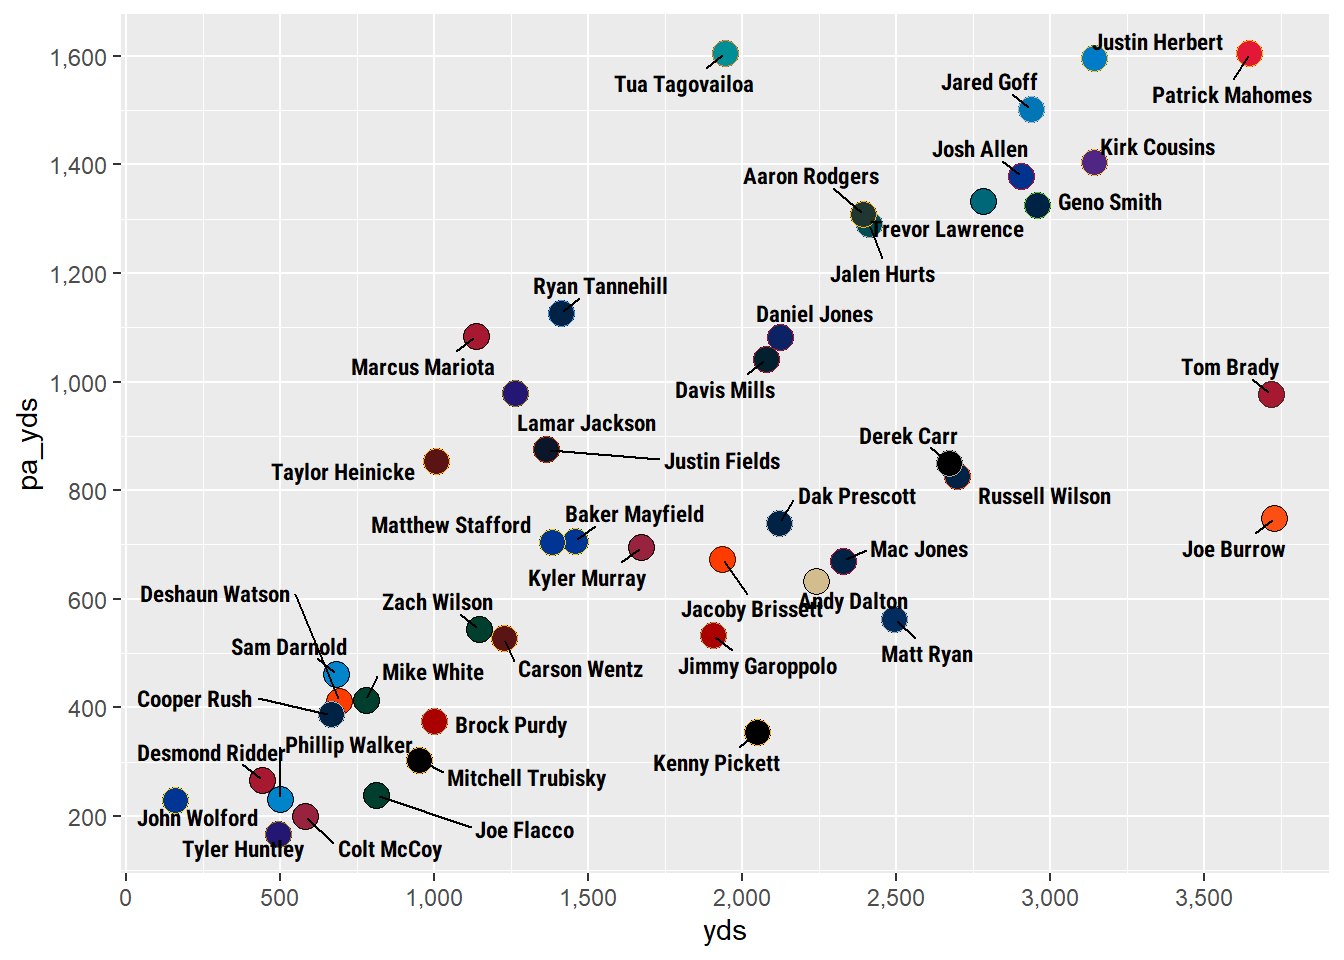 1,600
1,400
1,200
1,000
800
600
400
200
pa_yds
Justin Herbert
Tua Tagovailoa
Jared Goff
Patrick Mahomes
Kirk Cousins
Josh Allen
Aaron Rodgers
Geno Smith
Trevor Lawrence
Jalen Hurts
Ryan Tannehill
Daniel Jones
Marcus Mariota
Tom Brady
Davis Mills
Lamar Jackson
Derek Carr
Justin Fields
Taylor Heinicke
Dak Prescott
Russell Wilson
Baker Mayfield
Matthew Stafford
Mac Jones
Joe Burrow
Kyler Murray
Deshaun Watson
Zach Wilson
Jacoby Brissett
Andy Dalton
Sam Darnold
Matt Ryan
Carson Wentz
Jimmy Garoppolo
Mike White
Cooper Rush
Brock Purdy
Phillip Walker
Desmond Ridder
Kenny Pickett
Mitchell Trubisky
John Wolford
Joe Flacco
Tyler Huntley
Colt McCoy
0
500
1,000
1,500
2,000
2,500
3,000
3,500
yds